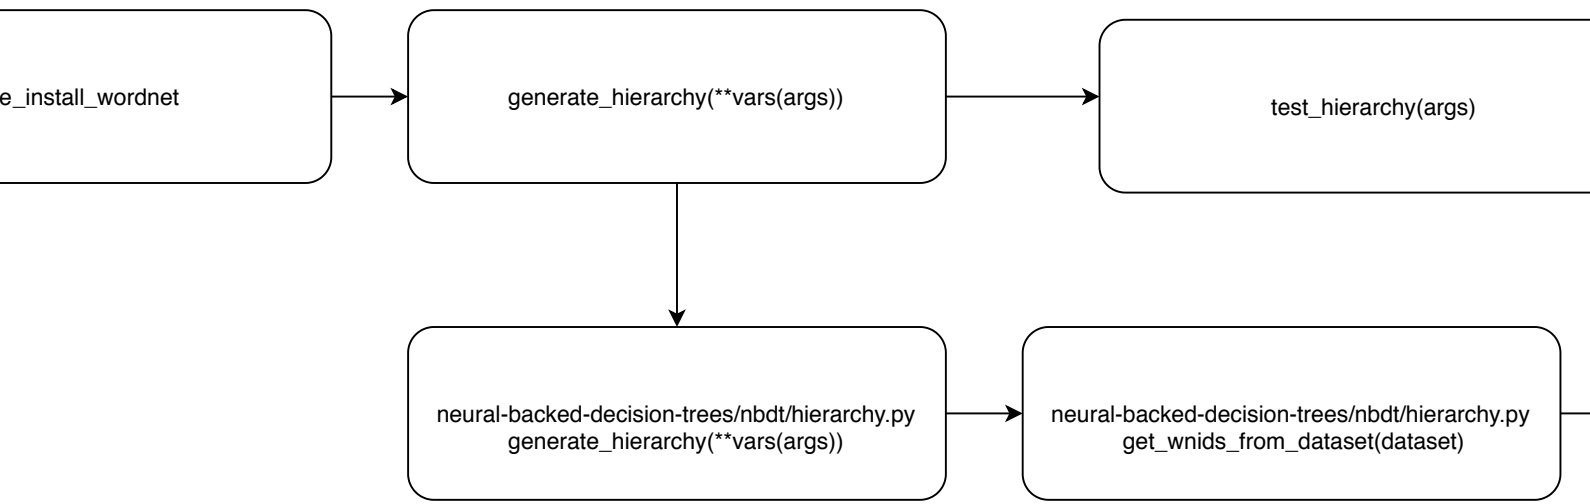 e_install_wordnet
generate_hierarchy(**vars(args))
test_hierarchy(args)
neural-backed-decision-trees/nbdt/hierarchy.py
generate_hierarchy(**vars(args))
neural-backed-decision-trees/nbdt/hierarchy.py
get_wnids_from_dataset(dataset)